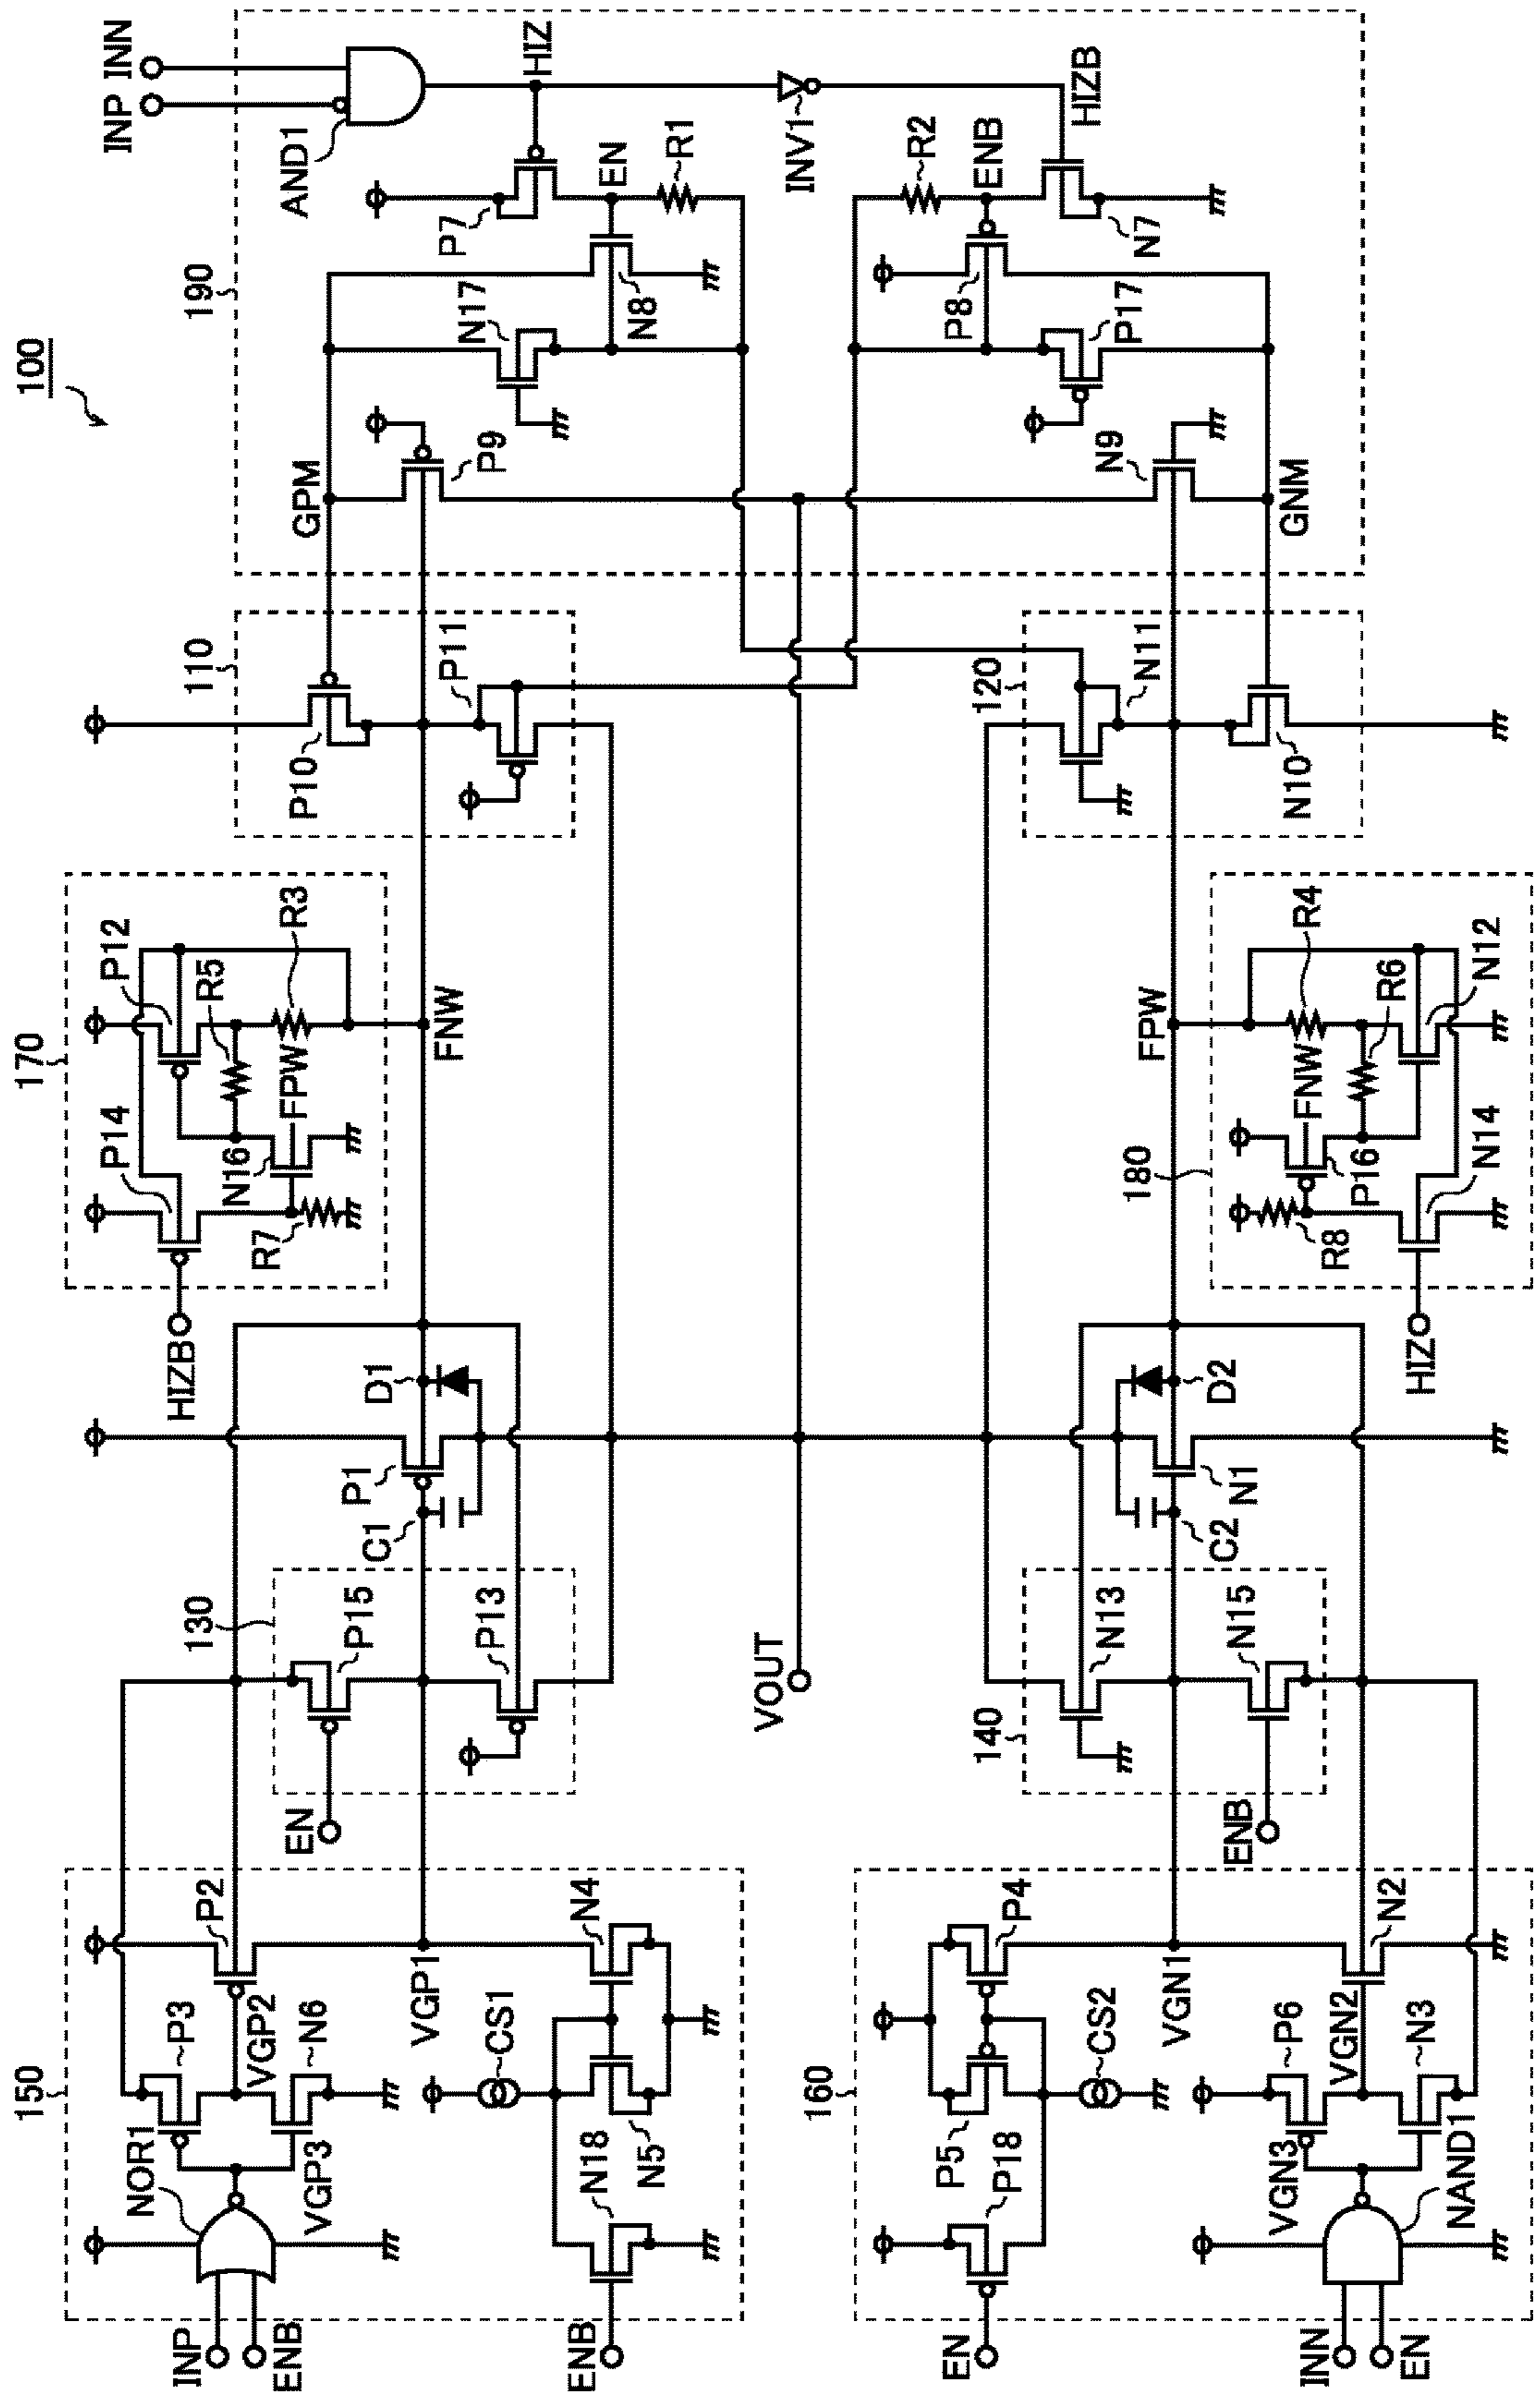 100
INP
INN
190
AND1
HIZ
P7
EN
R1
INV1
R2
ENB
HIZB
N17
N8
P8
P17
N7
GPM
P9
N9
GNM
110
P10
P11
120
N11
N10
170
P12
R5
R3
FPW
P14
N16
R7
HIZB
FNW
FPW
R4
FNW
R6
N12
180
P16
N14
R8
HIZ
D1
P1
C1
D2
N1
C2
130
P15
P13
EN
VOUT
N13
N15
140
ENB
150
P2
P3
VGP2
N6
VGP1
N4
CS1
NOR1
VGP3
N18
N5
INP
ENB
ENB
160
P4
CS2
VGN1
N2
P6
VGN2
N3
P5
P18
VGN3
NAND1
EN
INN
EN